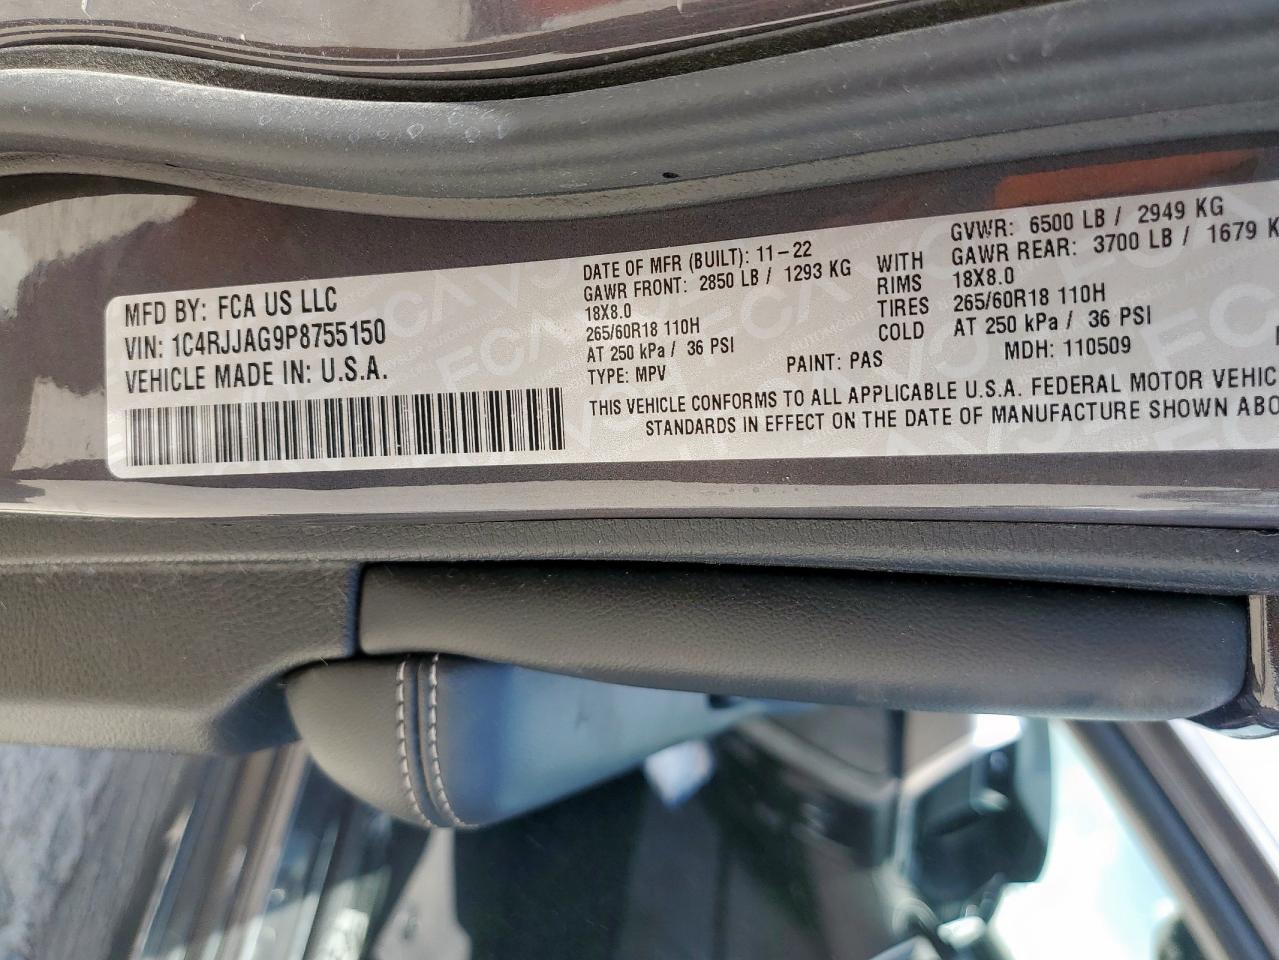 MFD BY: FCA US LLC
VIN: 1C4RJJAG9P8755150
VEHICLE MADE IN: U.S.A.
DATE OF MFR (BUILT): 11-22
GAWR FRONT: 2850 LB / 1293 KG
18X8.0
265/60R18 110H
AT 250 kPa / 36 PSI
TYPE: MPV
WITH
RIMS
TIRES
COLD
GVWR: 6500 LB / 2949 KG
GAWR REAR: 3700 LB / 1679 K
18X8.0
265/60R18 110H
AT 250 kPa / 36 PSI
PAINT: PAS
MDH: 110509
THIS VEHICLE CONFORMS TO ALL APPLICABLE U.S.A. FEDERAL MOTOR VEHIC
STANDARDS IN EFFECT ON THE DATE OF MANUFACTURE SHOWN ABO